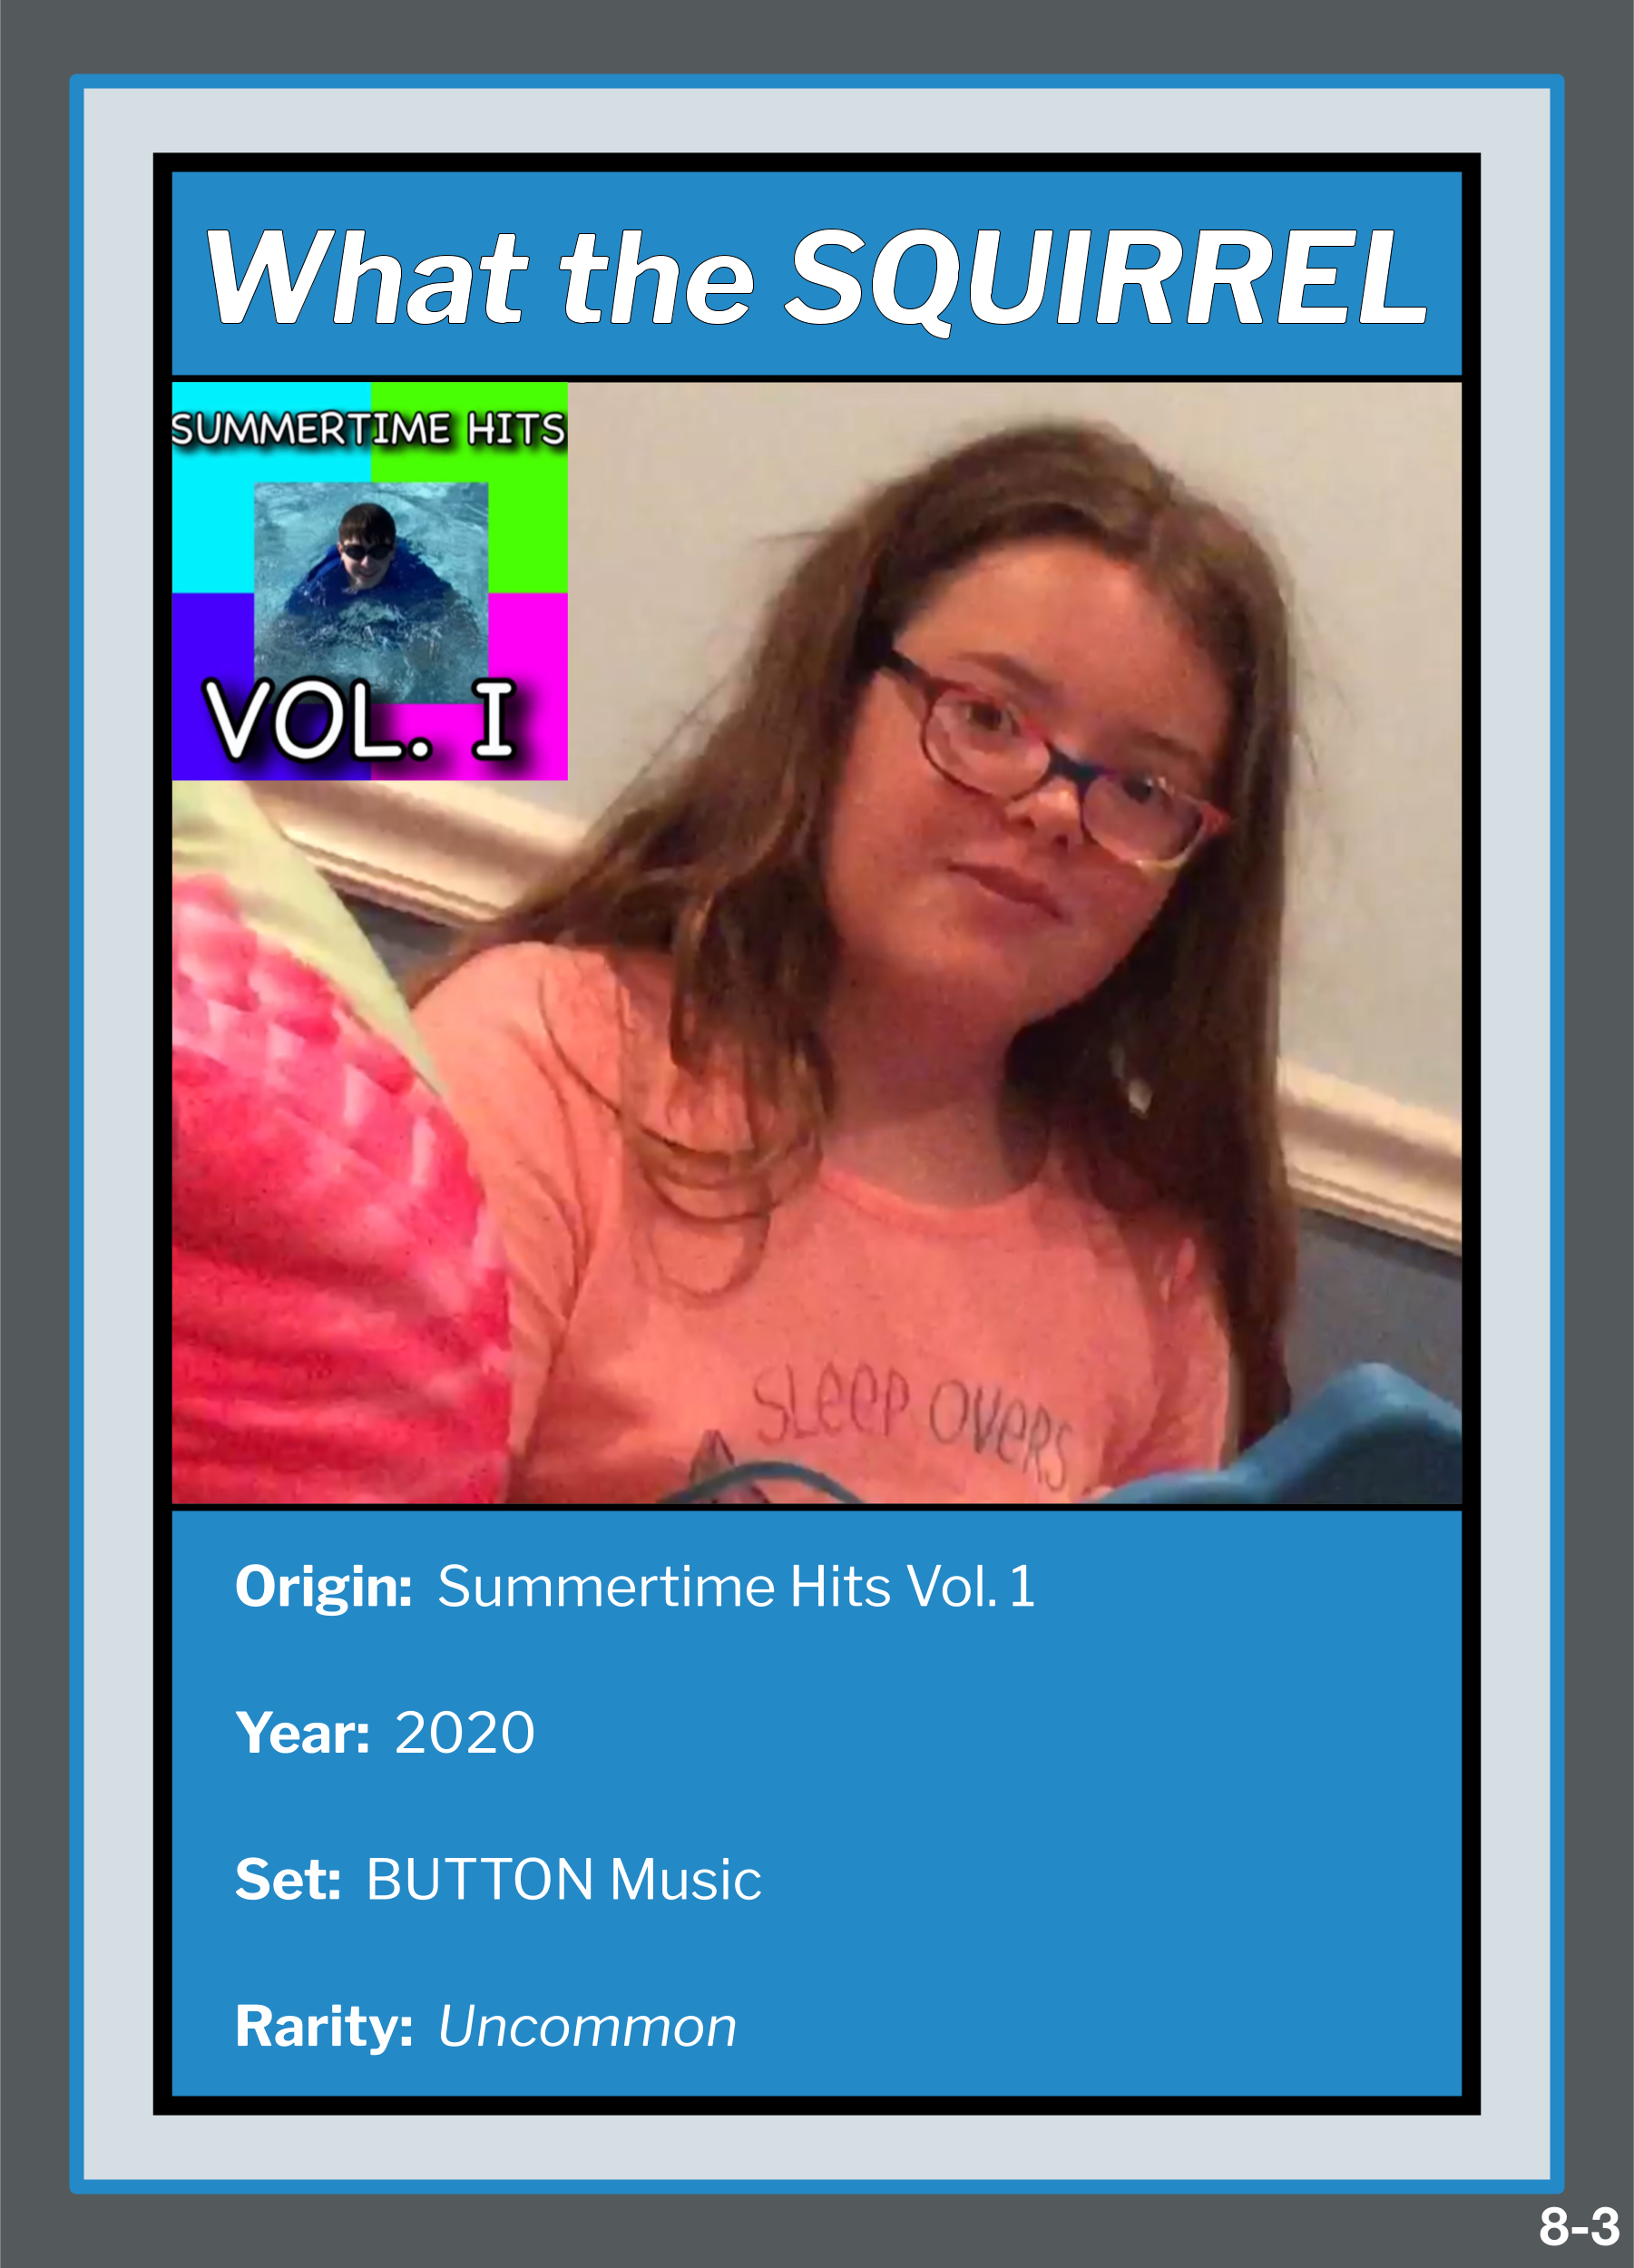 What the SQUIRREL
SUMMERTIME HITS
VOL. I
SLEEP OVERS
Origin: Summertime Hits Vol. 1
Year: 2020
Set: BUTTON Music
Rarity: Uncommon
8-3